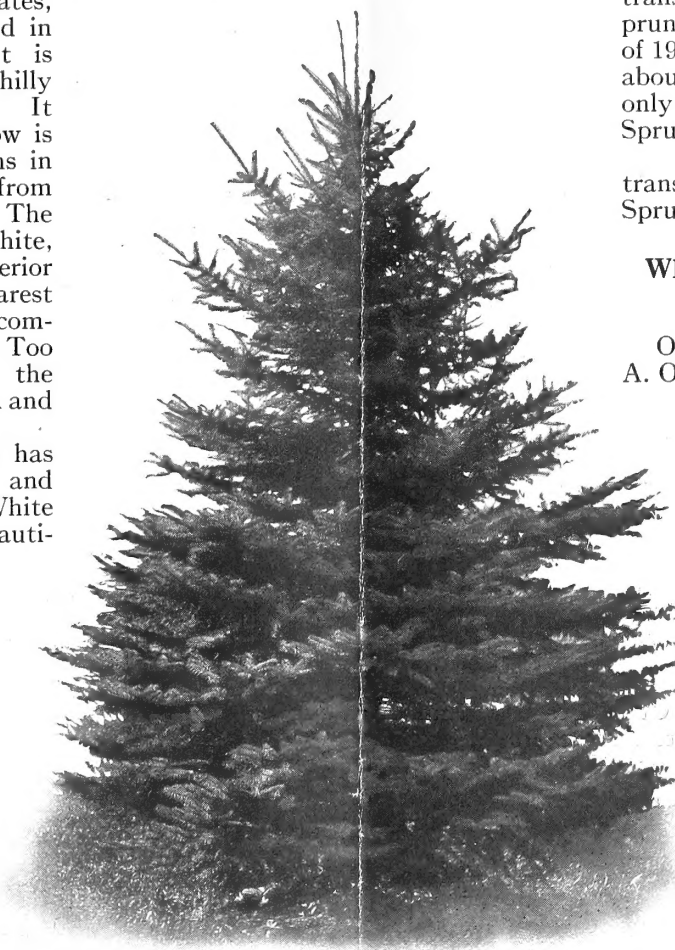 ates,
d in
t is
hilly
It
w is
ns in
from
The
hite,
erior
arest
com-
Too
the
and
has
and
White
auti-
trans
prun
of 19
abou
only
Spru
trans
Spru
Wh
O
A. O